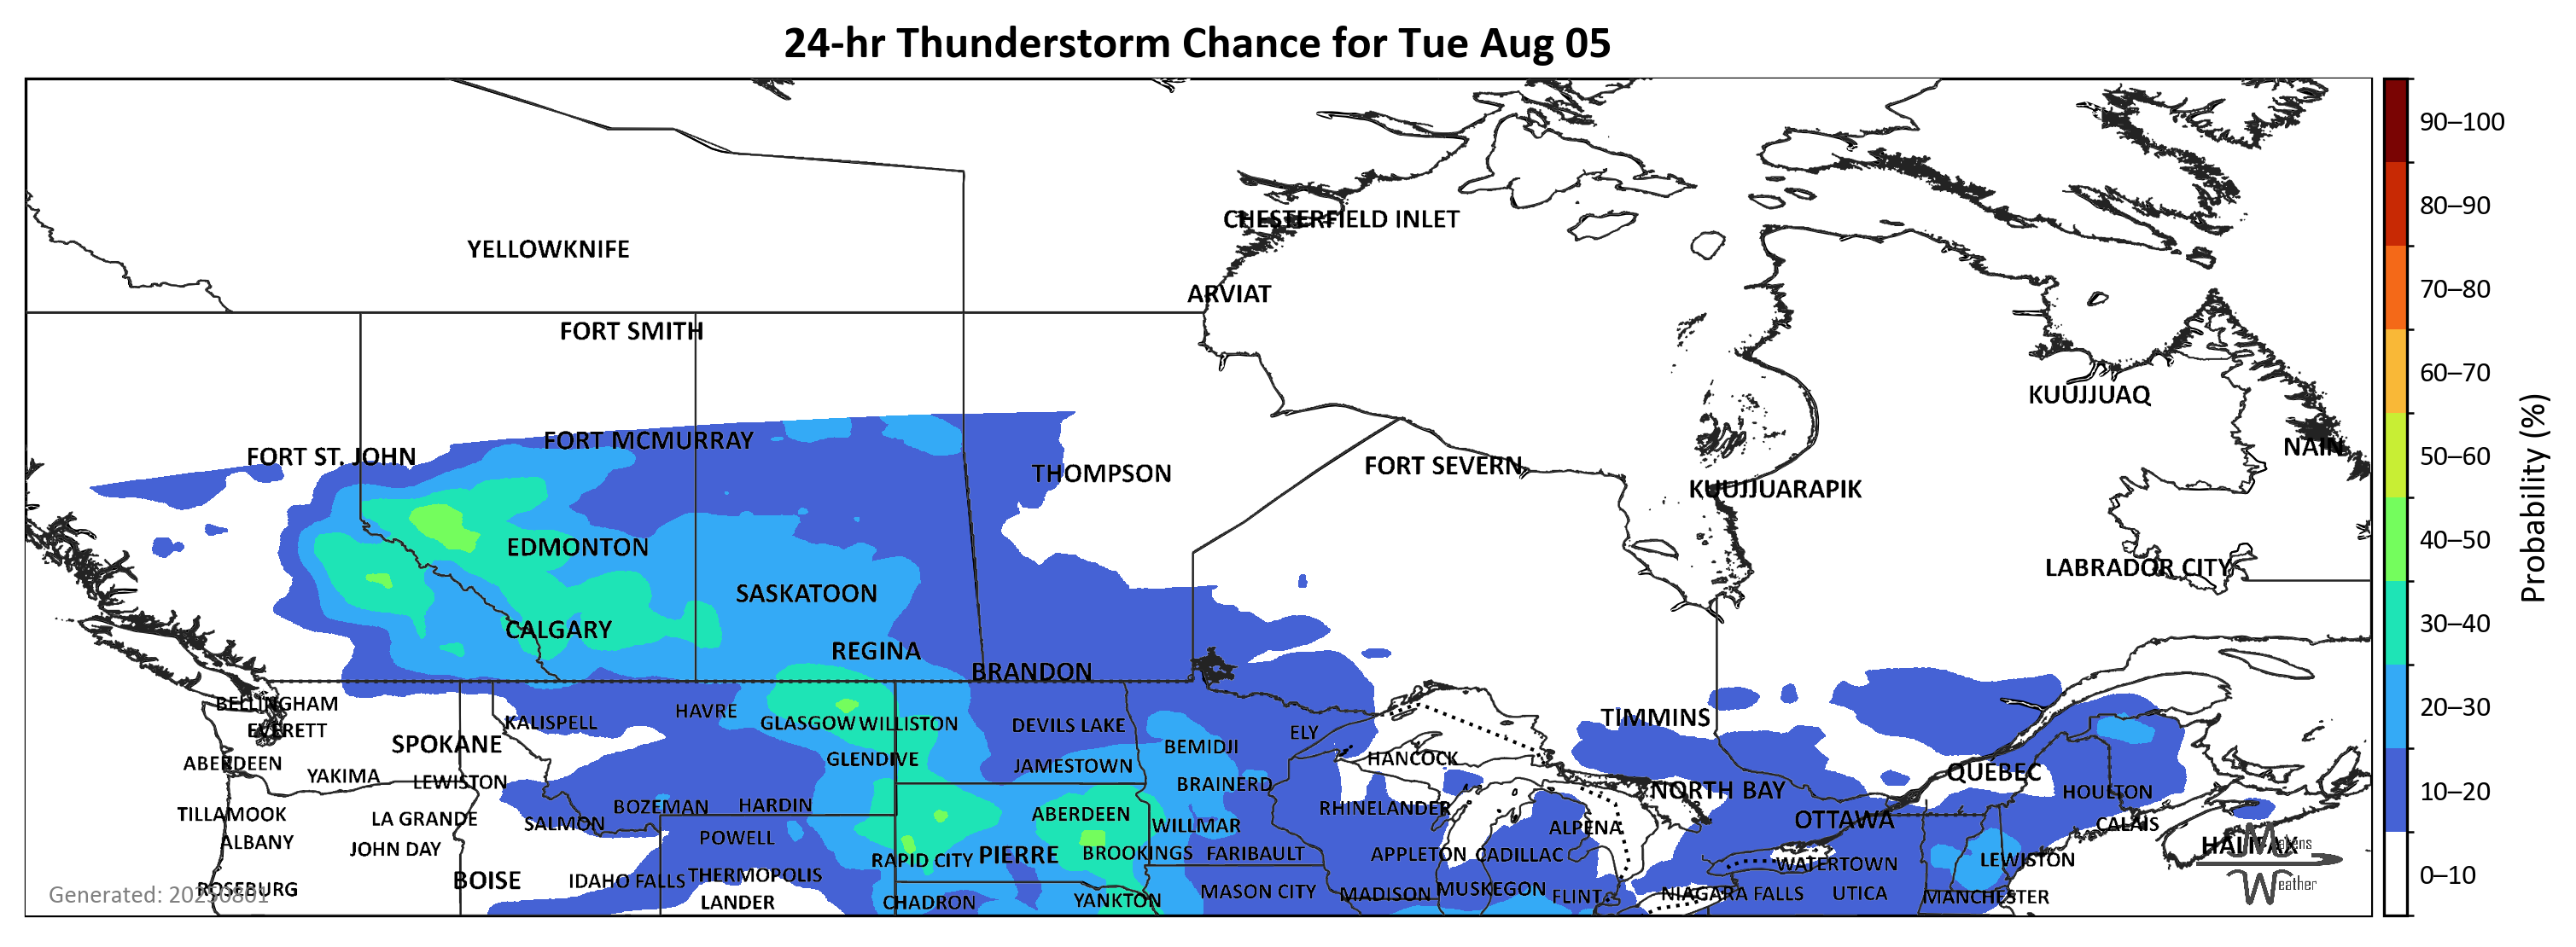 24-hr Thunderstorm Chance for Tue Aug 05
90–100
80–90
CHESTERFIELD INLET
YELLOWKNIFE
70–80
ARVIAT
FORT SMITH
60–70
KUUJJUAQ
NAIN
FORT MCMURRAY
FORT ST. JOHN
50–60
FORT SEVERN
THOMPSON
KUUJJUARAPIK
Probability (%)
40–50
EDMONTON
LABRADOR CITY
SASKATOON
30–40
CALGARY
REGINA
BRANDON
BELLINGHAM
20–30
HAVRE
TIMMINS
KALISPELL
GLASGOW
WILLISTON
DEVILS LAKE
EVERETT
ELY
SPOKANE
BEMIDJI
HANCOCK
GLENDIVE
ABERDEEN
JAMESTOWN
QUEBEC
YAKIMA
LEWISTON
BRAINERD
NORTH BAY
HOULTON
10–20
BOZEMAN
HARDIN
RHINELANDER
TILLAMOOK
ABERDEEN
LA GRANDE
SALMON
WILLMAR
ALPENA
OTTAWA
CALAIS
POWELL
ALBANY
HALIFAX
Makens
Weather
JOHN DAY
RAPID CITY
PIERRE
BROOKINGS
FARIBAULT
APPLETON
CADILLAC
WATERTOWN
LEWISTON
0–10
BOISE
IDAHO FALLS
THERMOPOLIS
ROSEBURG
Generated: 20250801
MASON CITY
MADISON
MUSKEGON
FLINT
NIAGARA FALLS
UTICA
MANCHESTER
LANDER
CHADRON
YANKTON